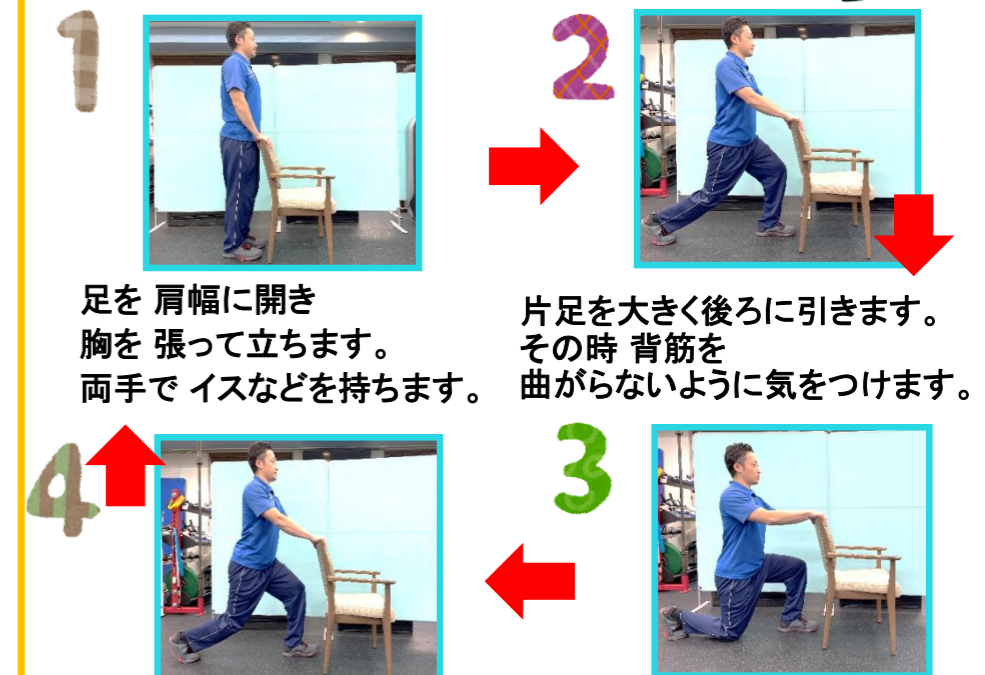 1
足を 肩幅に開き
胸を 張って立ちます。
両手で イスなどを持ちます。
2
片足を大きく後ろに引きます。
その時 背筋を
曲がらないように気をつけます。
3
4